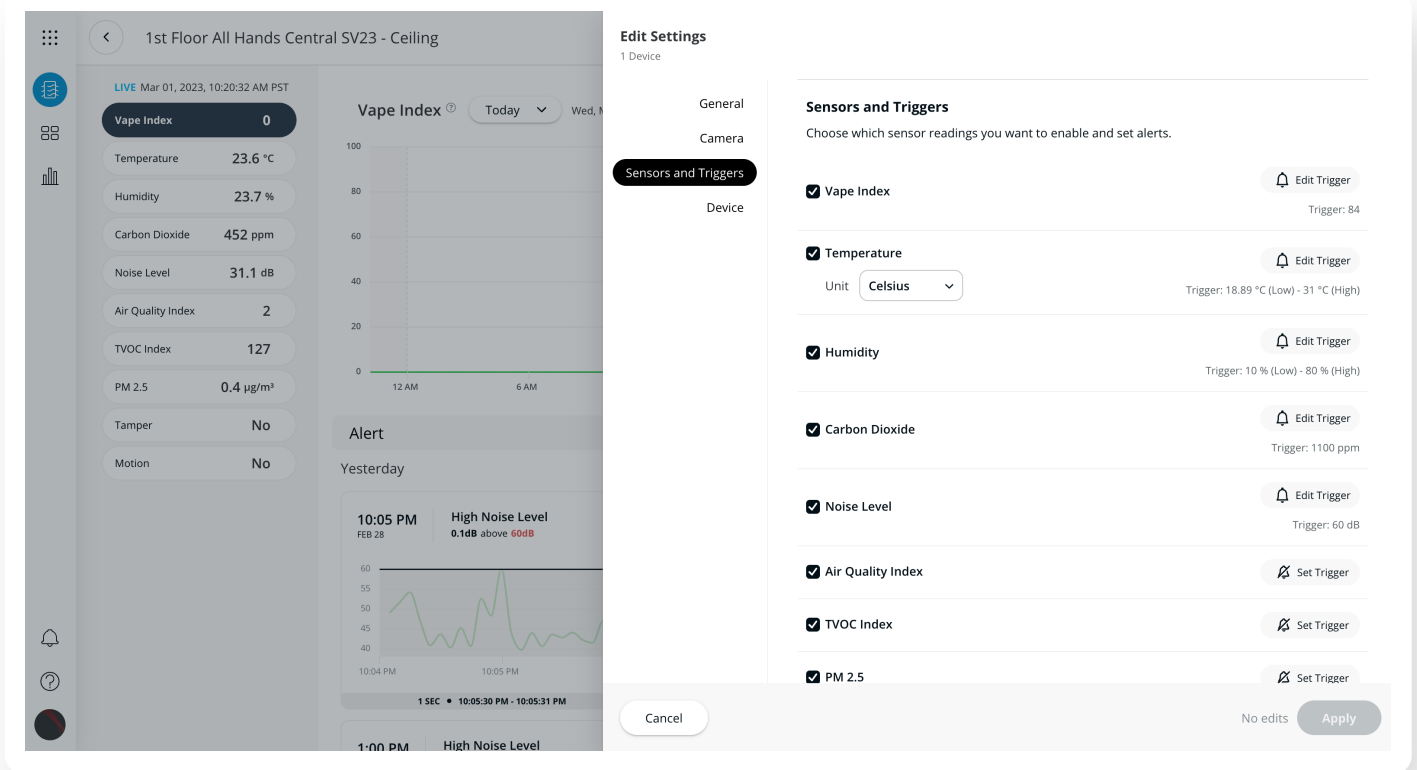 1st Floor All Hands Central SV23 - Ceiling
LIVE Mar 01, 2023, 10:20:32 AM PST
Vape Index 0
Temperature 23.6 °C
Humidity 23.7 %
Carbon Dioxide 452 ppm
Noise Level 31.1 dB
Air Quality Index 2
TVOC Index 127
PM 2.5 0.4 µg/m³
Tamper No
Motion No
Vape Index ? Today Wed, M
100
80
60
40
20
0
12 AM 6 AM
Alert
Yesterday
10:05 PM High Noise Level
FEB 28 0.1dB above 60dB
60
55
50
45
40
10:04 PM 10:05 PM
1 SEC • 10:05:30 PM - 10:05:31 PM
1:00 PM High Noise Level
Edit Settings
1 Device
General
Camera
Sensors and Triggers
Device
Sensors and Triggers
Choose which sensor readings you want to enable and set alerts.
Vape Index Edit Trigger
Trigger: 84
Temperature Edit Trigger
Unit Celsius Trigger: 18.89 °C (Low) - 31 °C (High)
Humidity Edit Trigger
Trigger: 10 % (Low) - 80 % (High)
Carbon Dioxide Edit Trigger
Trigger: 1100 ppm
Noise Level Edit Trigger
Trigger: 60 dB
Air Quality Index Set Trigger
TVOC Index Set Trigger
PM 2.5 Set Trigger
Cancel No edits Apply